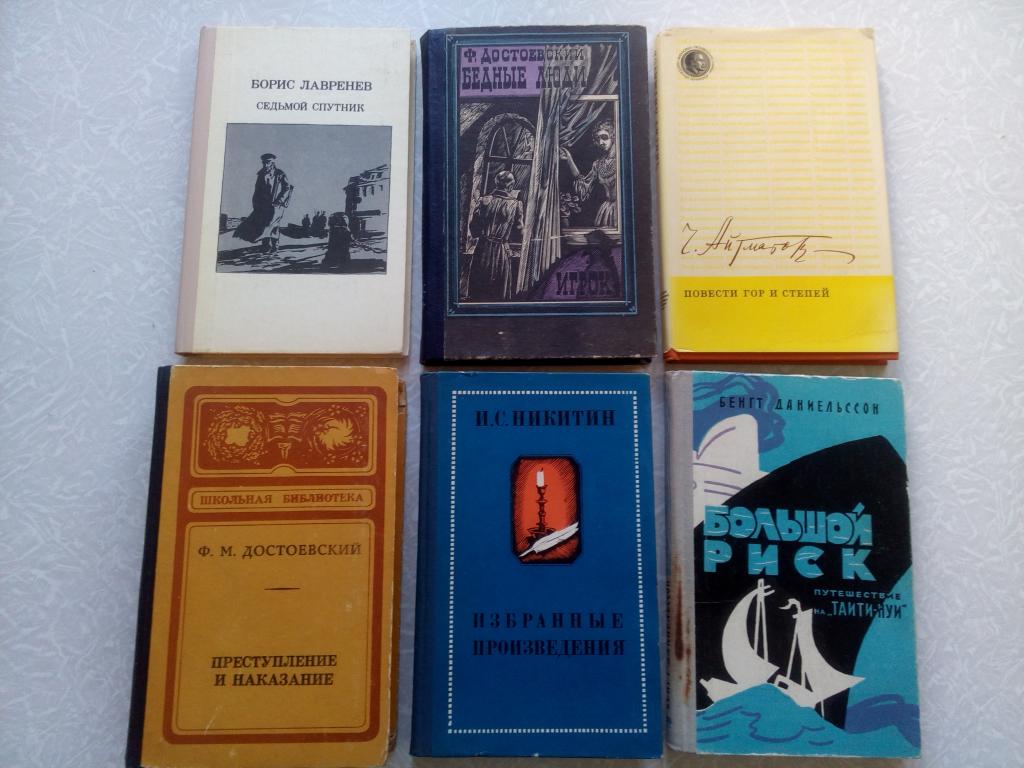 БОРИС ЛАВРЕНЕВ
СЕДЬМОЙ СПУТНИК
Ф. ДОСТОЕВСКИЙ
БЕДНЫЕ ЛЮДИ
ИГРОК
Ч. Айтматов
ПОВЕСТИ ГОР И СТЕПЕЙ
ШКОЛЬНАЯ БИБЛИОТЕКА
Ф. М. ДОСТОЕВСКИЙ
ПРЕСТУПЛЕНИЕ
И НАКАЗАНИЕ
И.С. НИКИТИН
ИЗБРАННЫЕ
ПРОИЗВЕДЕНИЯ
БЕНГТ ДАНИЕЛЬССОН
БОЛЬШОЙ
РИСК
ПУТЕШЕСТВИЕ
НА „ТАИТИ-НУИ"